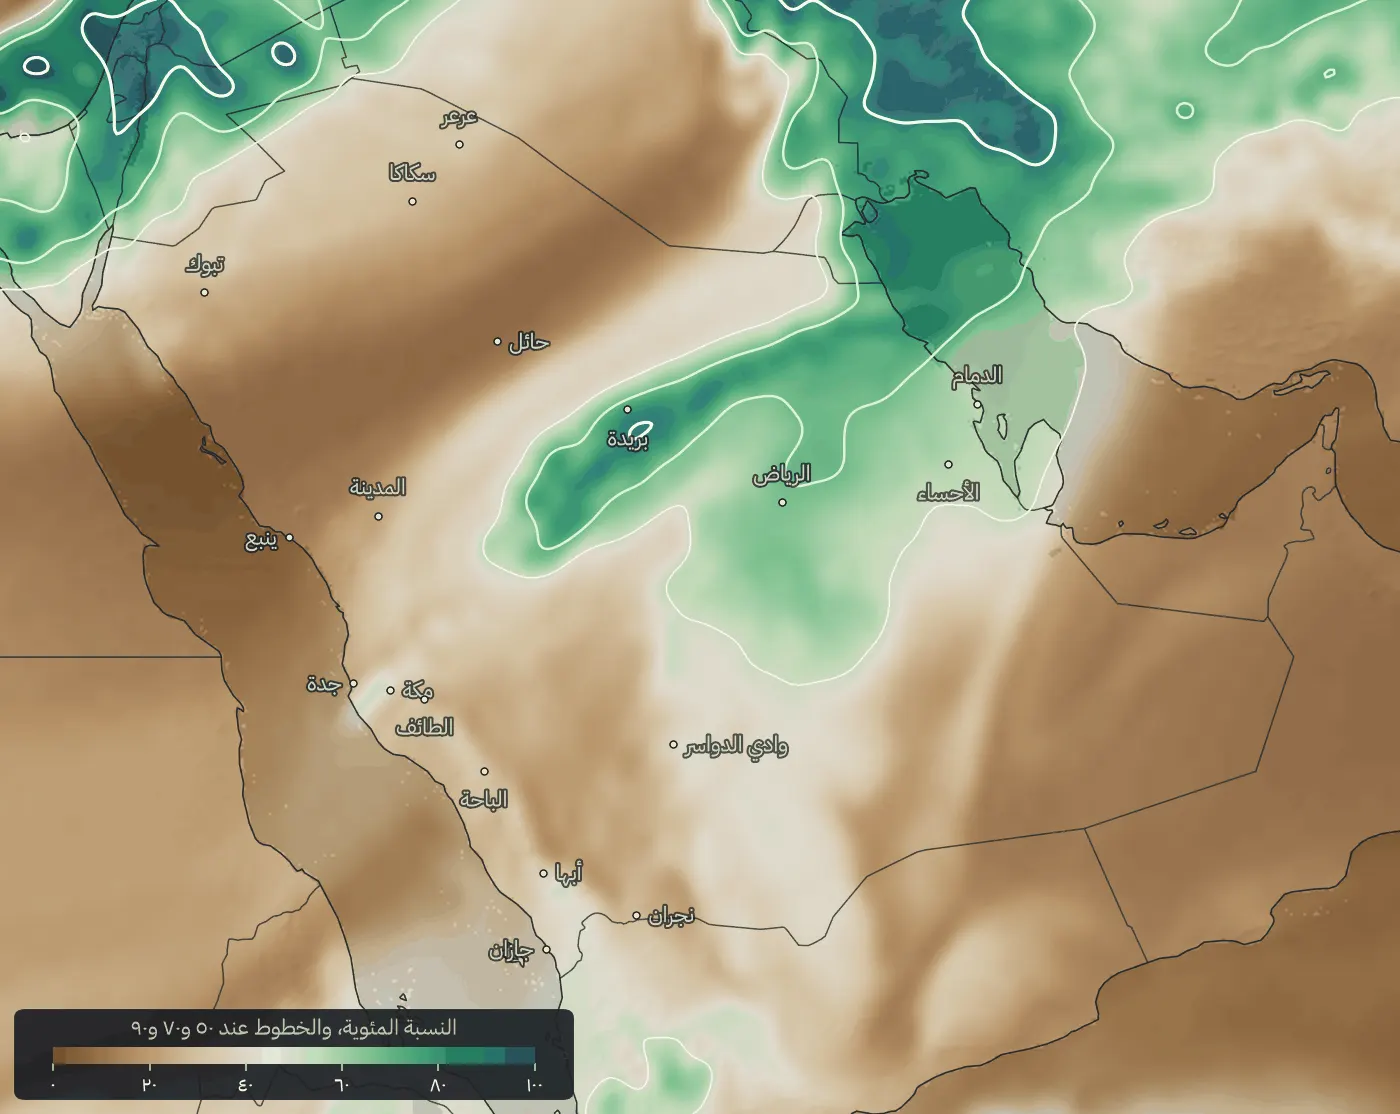 عرعر
سكاكا
تبوك
حائل
الدمام
بريدة
الرياض
المدينة
الأحساء
ينبع
جدة
مكة
الطائف
وادي الدواسر
الباحة
أبها
نجران
جازان
النسبة المئوية، والخطوط عند ٥٠ و٧٠ و٩٠
٠ ٢٠ ٤٠ ٦٠ ٨٠ ١٠٠